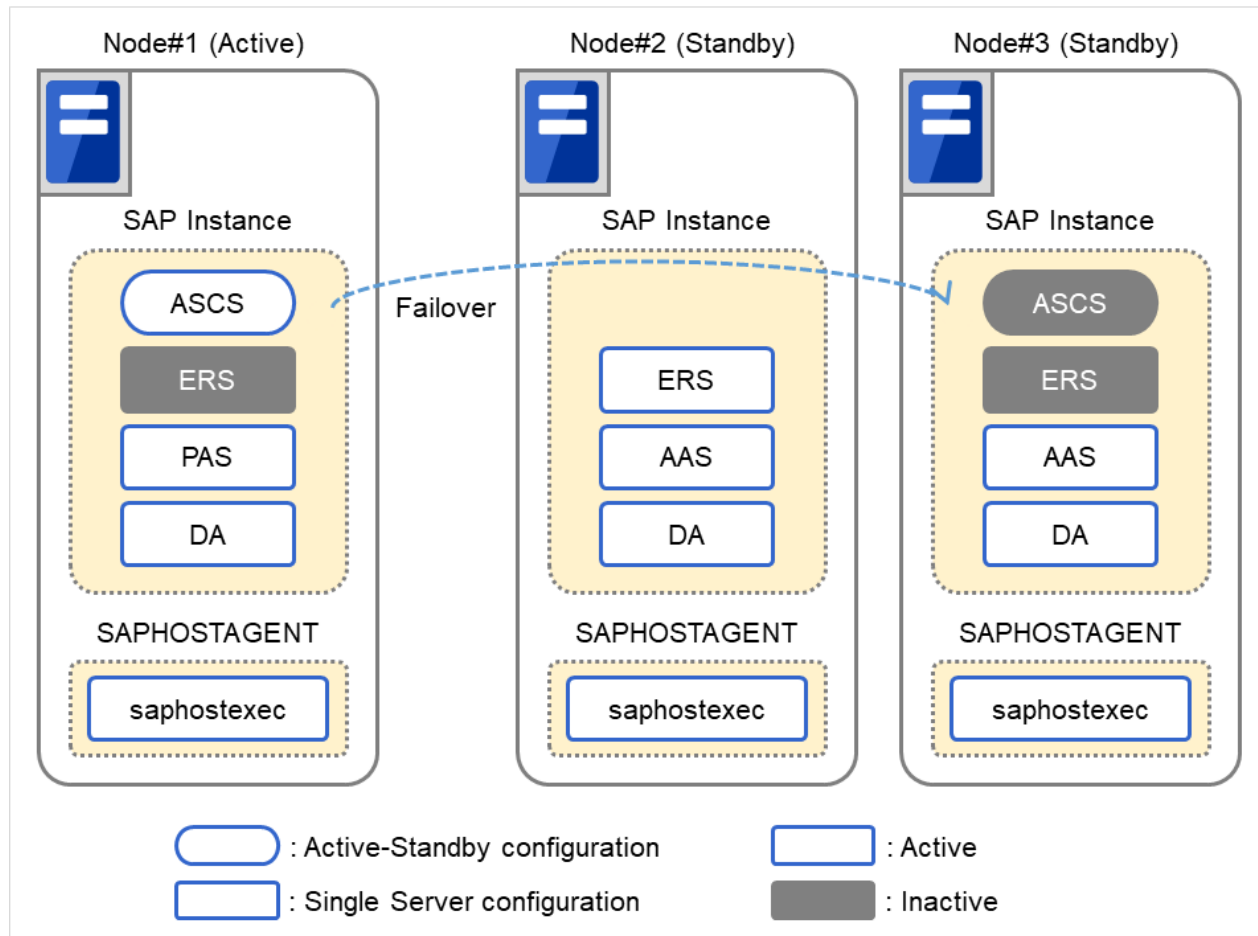 Node#1 (Active)
Node#2 (Standby)
Node#3 (Standby)
SAP Instance
SAP Instance
SAP Instance
ASCS
Failover
ASCS
ERS
ERS
ERS
PAS
AAS
AAS
DA
DA
DA
SAPHOSTAGENT
SAPHOSTAGENT
SAPHOSTAGENT
saphostexec
saphostexec
saphostexec
: Active-Standby configuration
: Active
: Single Server configuration
: Inactive